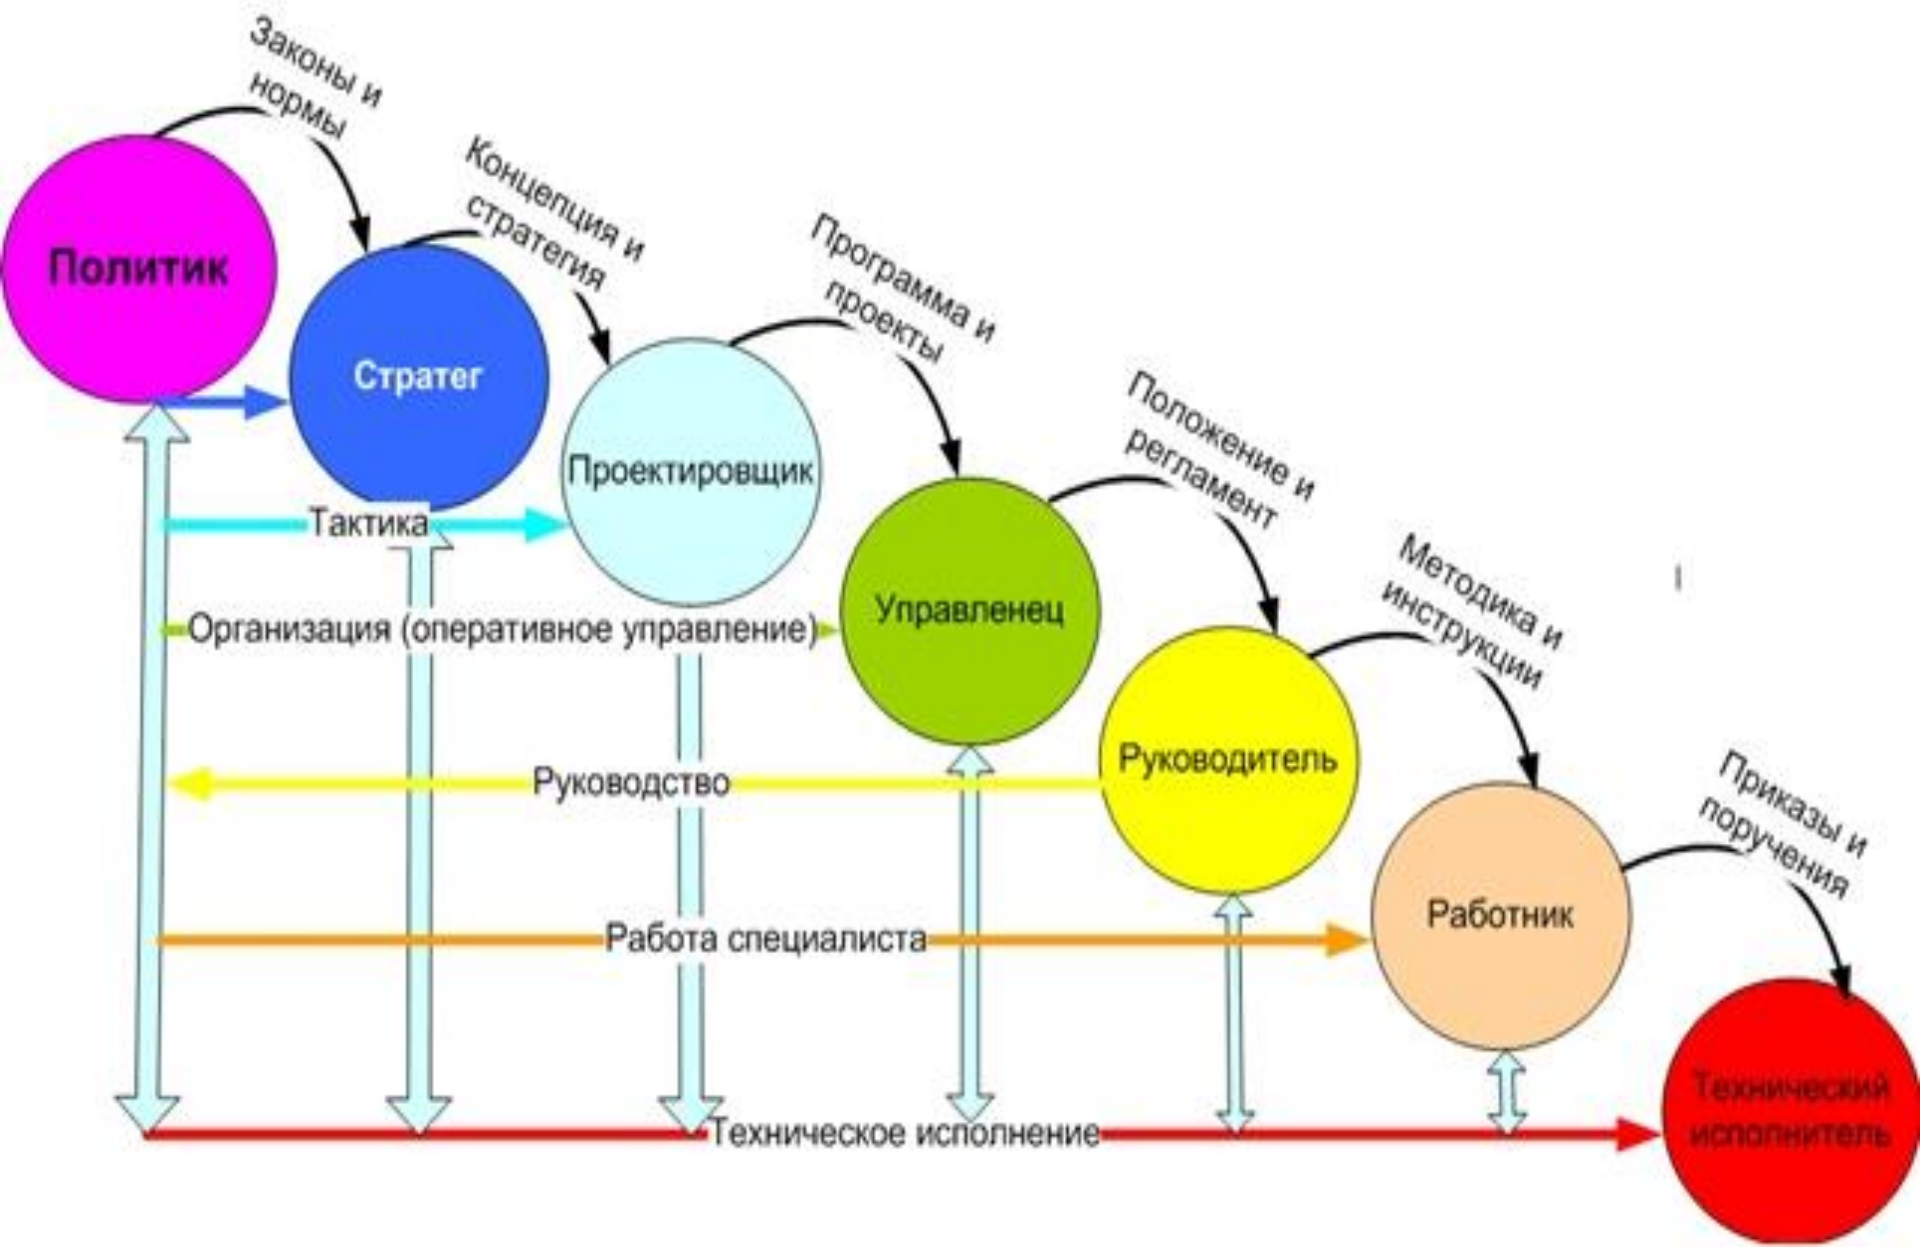 Законы и
нормы
Концепция и
стратегия
Политик
Программа и
проекты
Стратег
Положение и
регламент
Проектировщик
Тактика
Методика и
инструкции
Управленец
Организация (оперативное управление)
Руководитель
Руководство
Приказы и
поручения
Работник
Работа специалиста
Технический
исполнитель
Техническое исполнение